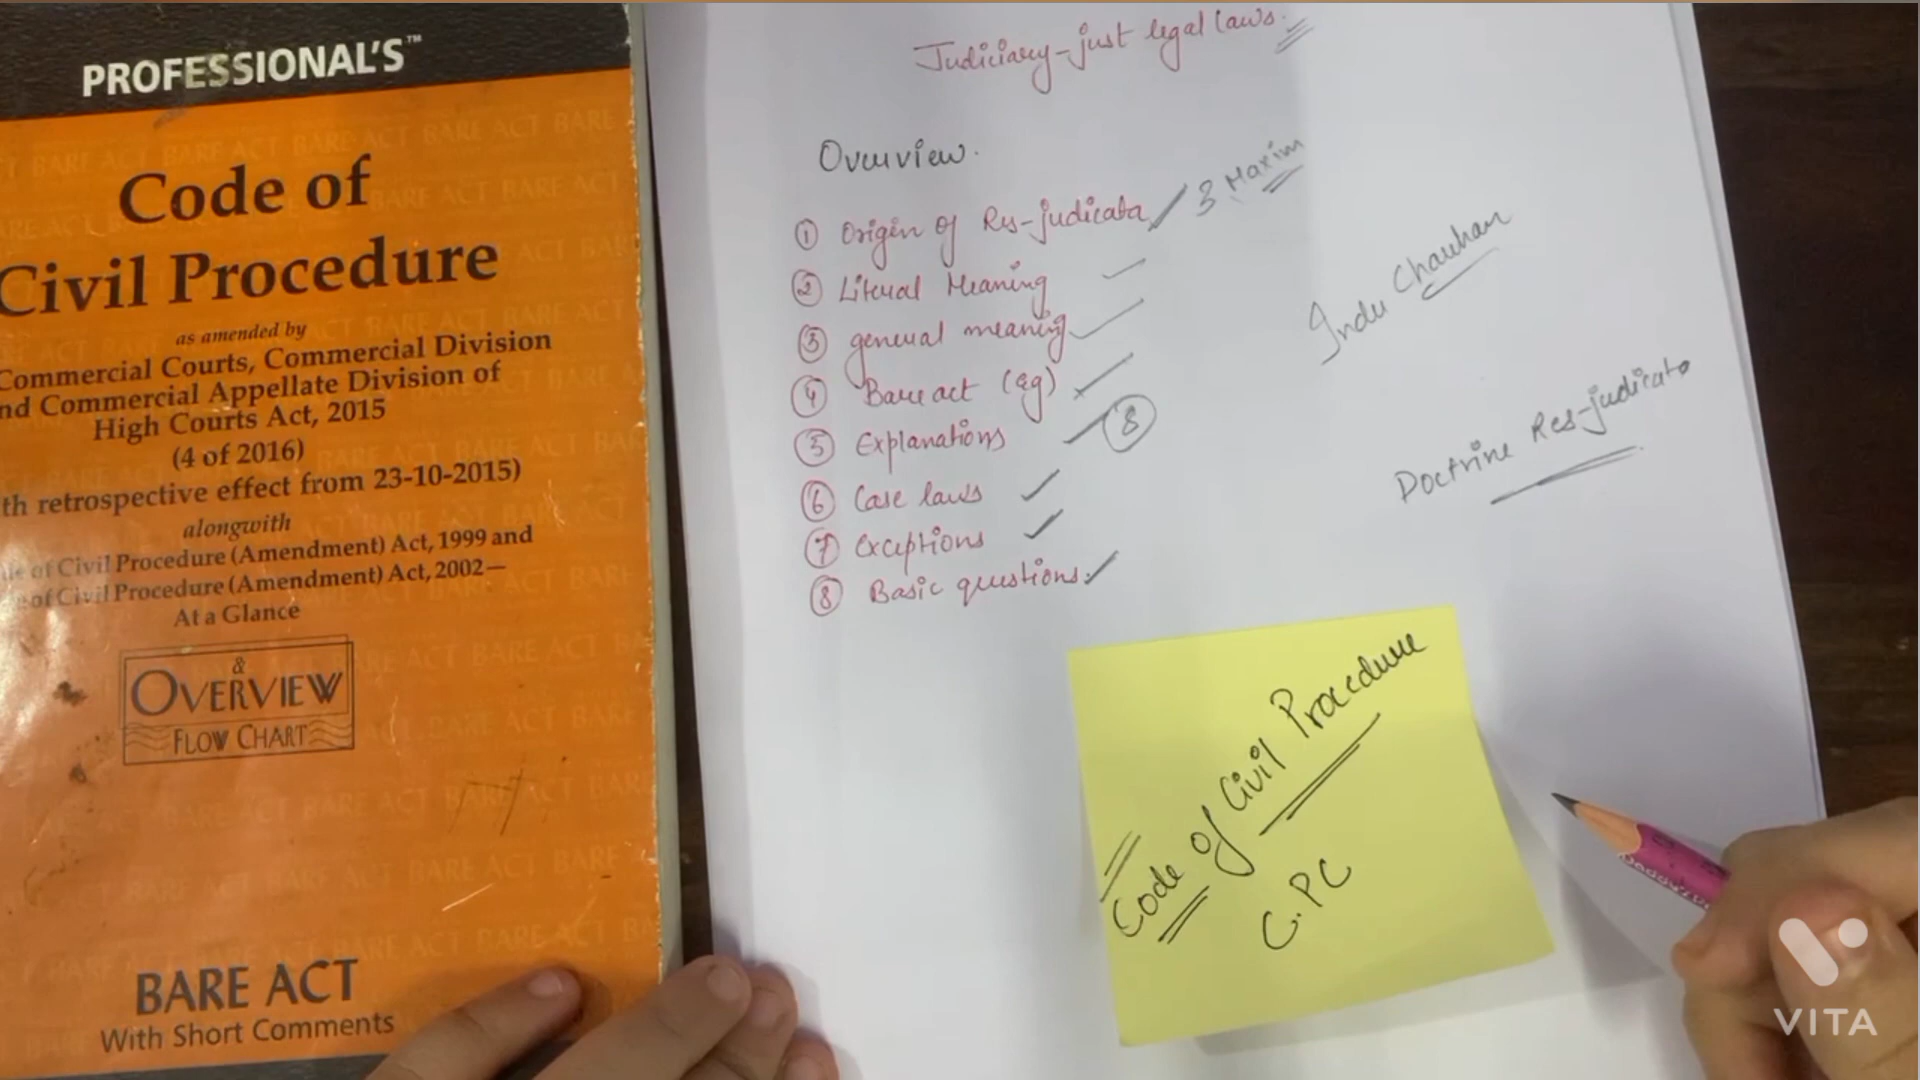 PROFESSIONAL'S™
Code of
Civil Procedure
as amended by
Commercial Courts, Commercial Division
nd Commercial Appellate Division of
High Courts Act, 2015
(4 of 2016)
th retrospective effect from 23-10-2015)
alongwith
of Civil Procedure (Amendment) Act, 1999 and
of Civil Procedure (Amendment) Act, 2002—
At a Glance
&
OVERVIEW
FLOW CHART
BARE ACT
With Short Comments
Judiciary-just legal laws.
Overview.
① Origin of Res-judicata 3 Maxim
② Literal Meaning
③ general meaning
④ Bare act (eg)
⑤ Explanations 8
⑥ Case laws
⑦ Exceptions
⑧ Basic questions.
Indu Chauhan
Doctrine Res-judicata
Code of Civil Procedure
C.PC
VITA